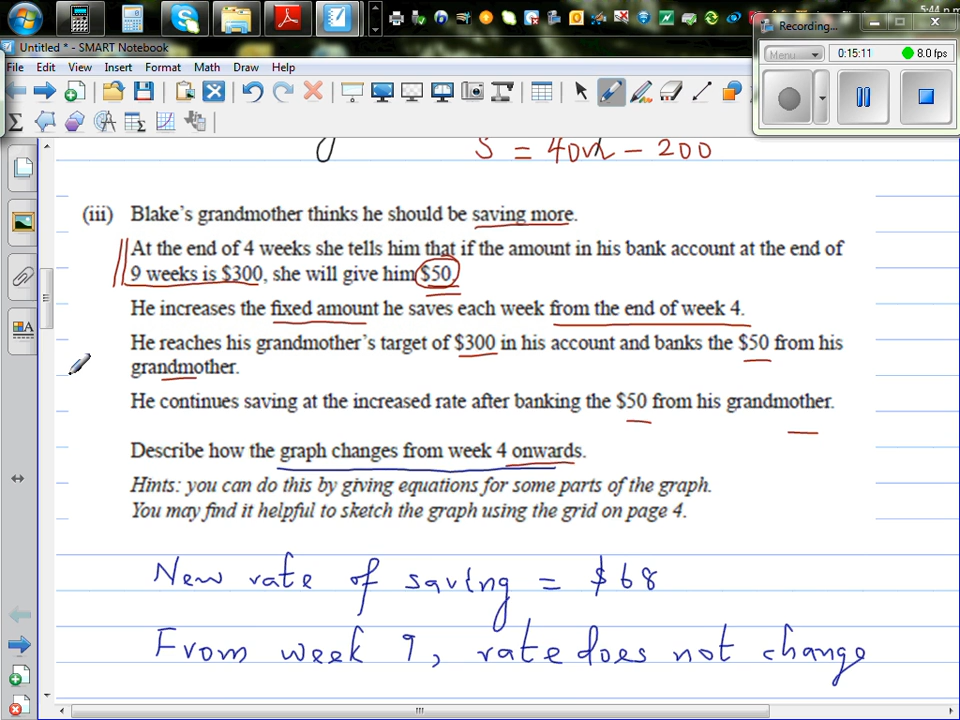 5:44 p.m
Recording...
Untitled * - SMART Notebook
Menu
0:15:11
8.0 fps
File Edit View Insert Format Math Draw Help
S = 40w - 200
(iii) Blake's grandmother thinks he should be saving more.
At the end of 4 weeks she tells him that if the amount in his bank account at the end of
9 weeks is $300, she will give him $50.
He increases the fixed amount he saves each week from the end of week 4.
He reaches his grandmother's target of $300 in his account and banks the $50 from his
grandmother.
He continues saving at the increased rate after banking the $50 from his grandmother.
Describe how the graph changes from week 4 onwards.
Hints: you can do this by giving equations for some parts of the graph.
You may find it helpful to sketch the graph using the grid on page 4.
New rate of saving = $68
From week 9, rate does not change